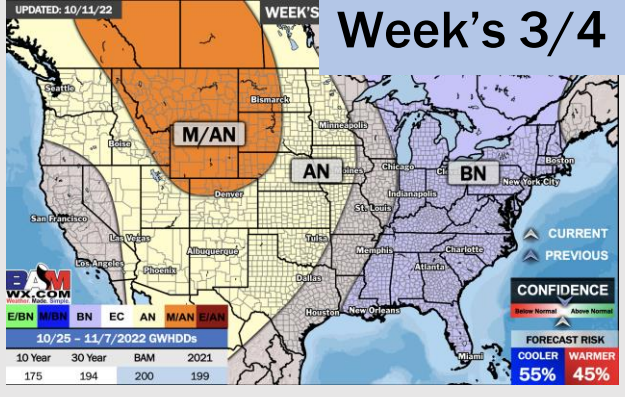 UPDATED: 10/11/22
WEEK'S
Week's 3/4
Seattle
Bismarck
M/AN
Minneapolis
Boise
AN
oines
Chicago
Cl
BN
Boston
New York City
Denver
Indianapolis
San Francisco
St. Louis
Las Vegas
Albuquerque
Tulsa
Memphis
Charlotte
CURRENT
PREVIOUS
Los Angeles
Phoenix
Atlanta
Dallas
BAM
WX.COM
Weather. Made. Simple.
Houston
New Orleans
CONFIDENCE
Below Normal
Above Normal
E/BN M/BN BN EC AN M/AN E/AN
10/25 – 11/7/2022 GWHDDs
10 Year 30 Year BAM 2021
175 194 200 199
Miami
FORECAST RISK
COOLER WARMER
55% 45%